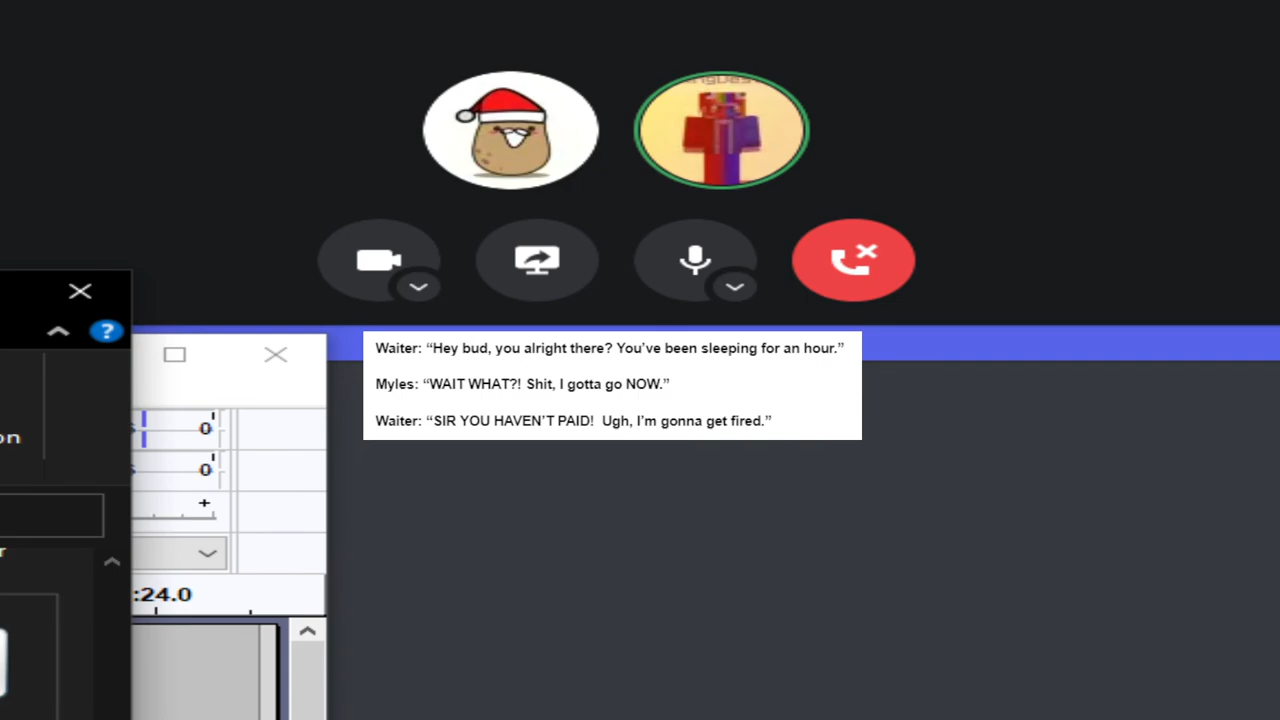 Waiter: “Hey bud, you alright there? You’ve been sleeping for an hour.”
Myles: “WAIT WHAT?! Shit, I gotta go NOW.”
Waiter: “SIR YOU HAVEN’T PAID!  Ugh, I’m gonna get fired.”
?
0
on
0
+
:24.0